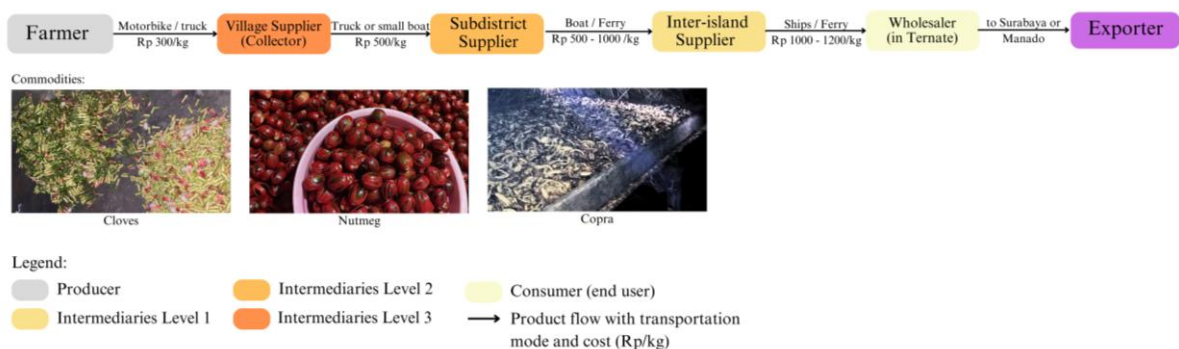 Farmer
Motorbike / truck
Rp 300/kg
Village Supplier
(Collector)
Truck or small boat
Rp 500/kg
Subdistrict
Supplier
Boat / Ferry
Rp 500 - 1000 /kg
Inter-island
Supplier
Ships / Ferry
Rp 1000 - 1200/kg
Wholesaler
(in Ternate)
to Surabaya or
Manado
Exporter
Commodities:
Cloves
Nutmeg
Copra
Legend:
Producer
Intermediaries Level 1
Intermediaries Level 2
Intermediaries Level 3
Consumer (end user)
Product flow with transportation
mode and cost (Rp/kg)